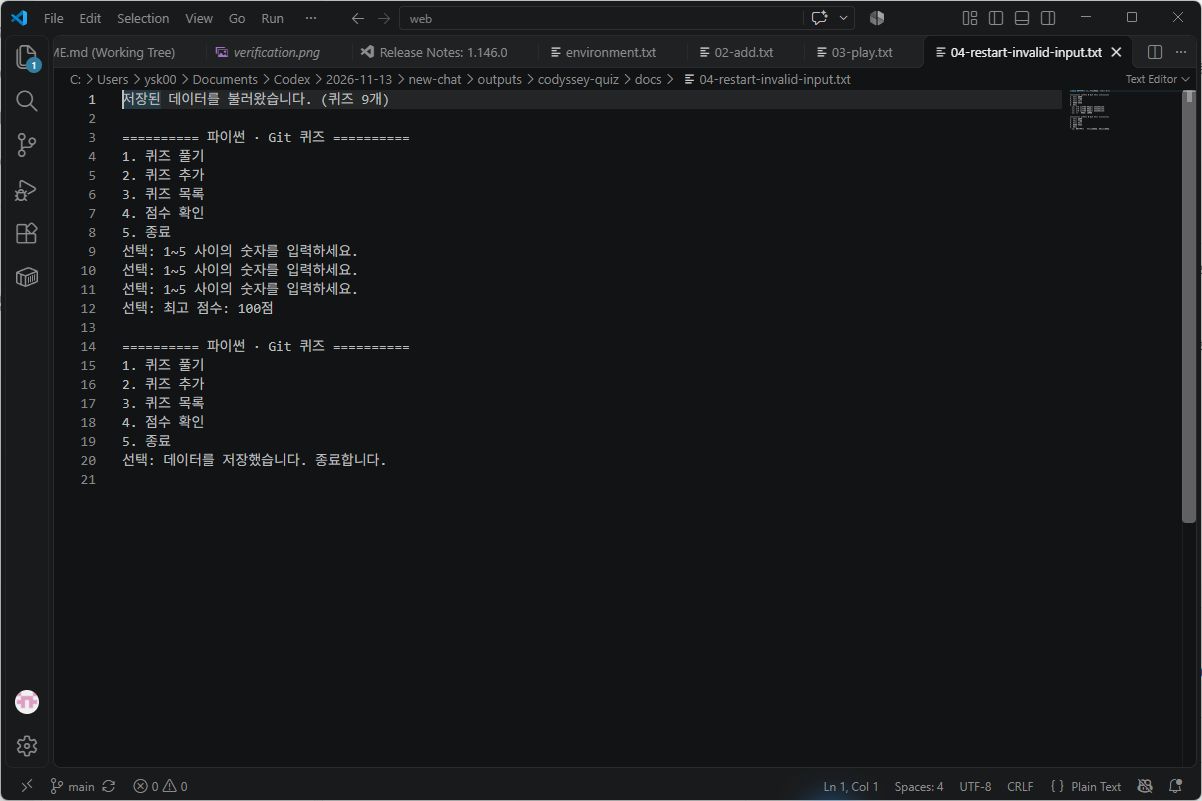 File Edit Selection View Go Run ··· web
ME.md (Working Tree) verification.png Release Notes: 1.146.0 environment.txt 02-add.txt 03-play.txt 04-restart-invalid-input.txt
C: > Users > ysk00 > Documents > Codex > 2026-11-13 > new-chat > outputs > codyssey-quiz > docs > 04-restart-invalid-input.txt Text Editor
1 저장된 데이터를 불러왔습니다. (퀴즈 9개)
2
3 ========== 파이썬 · Git 퀴즈 ==========
4 1. 퀴즈 풀기
5 2. 퀴즈 추가
6 3. 퀴즈 목록
7 4. 점수 확인
8 5. 종료
9 선택: 1~5 사이의 숫자를 입력하세요.
10 선택: 1~5 사이의 숫자를 입력하세요.
11 선택: 1~5 사이의 숫자를 입력하세요.
12 선택: 최고 점수: 100점
13
14 ========== 파이썬 · Git 퀴즈 ==========
15 1. 퀴즈 풀기
16 2. 퀴즈 추가
17 3. 퀴즈 목록
18 4. 점수 확인
19 5. 종료
20 선택: 데이터를 저장했습니다. 종료합니다.
21
1
main 0 0 Ln 1, Col 1 Spaces: 4 UTF-8 CRLF { } Plain Text